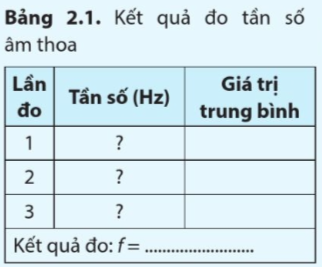 Bảng 2.1. Kết quả đo tần số
âm thoa
Lần đo Tần số (Hz) Giá trị trung bình
1 ?
2 ?
3 ?
Kết quả đo: f = .........................